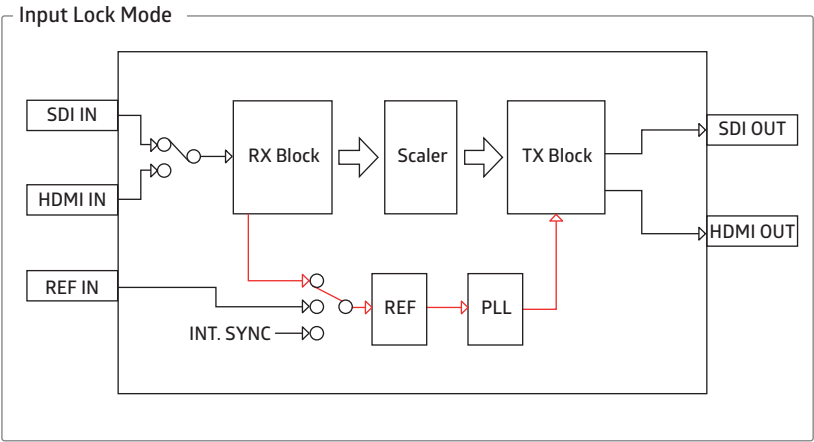 Input Lock Mode
SDI IN
HDMI IN
REF IN
RX Block
Scaler
TX Block
SDI OUT
HDMI OUT
REF
PLL
INT. SYNC